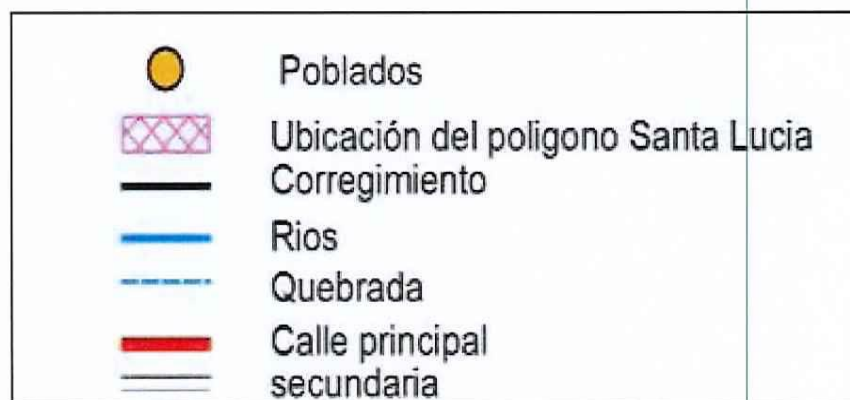 Poblados
Ubicación del poligono Santa Lucia
Corregimiento
Rios
Quebrada
Calle principal
secundaria